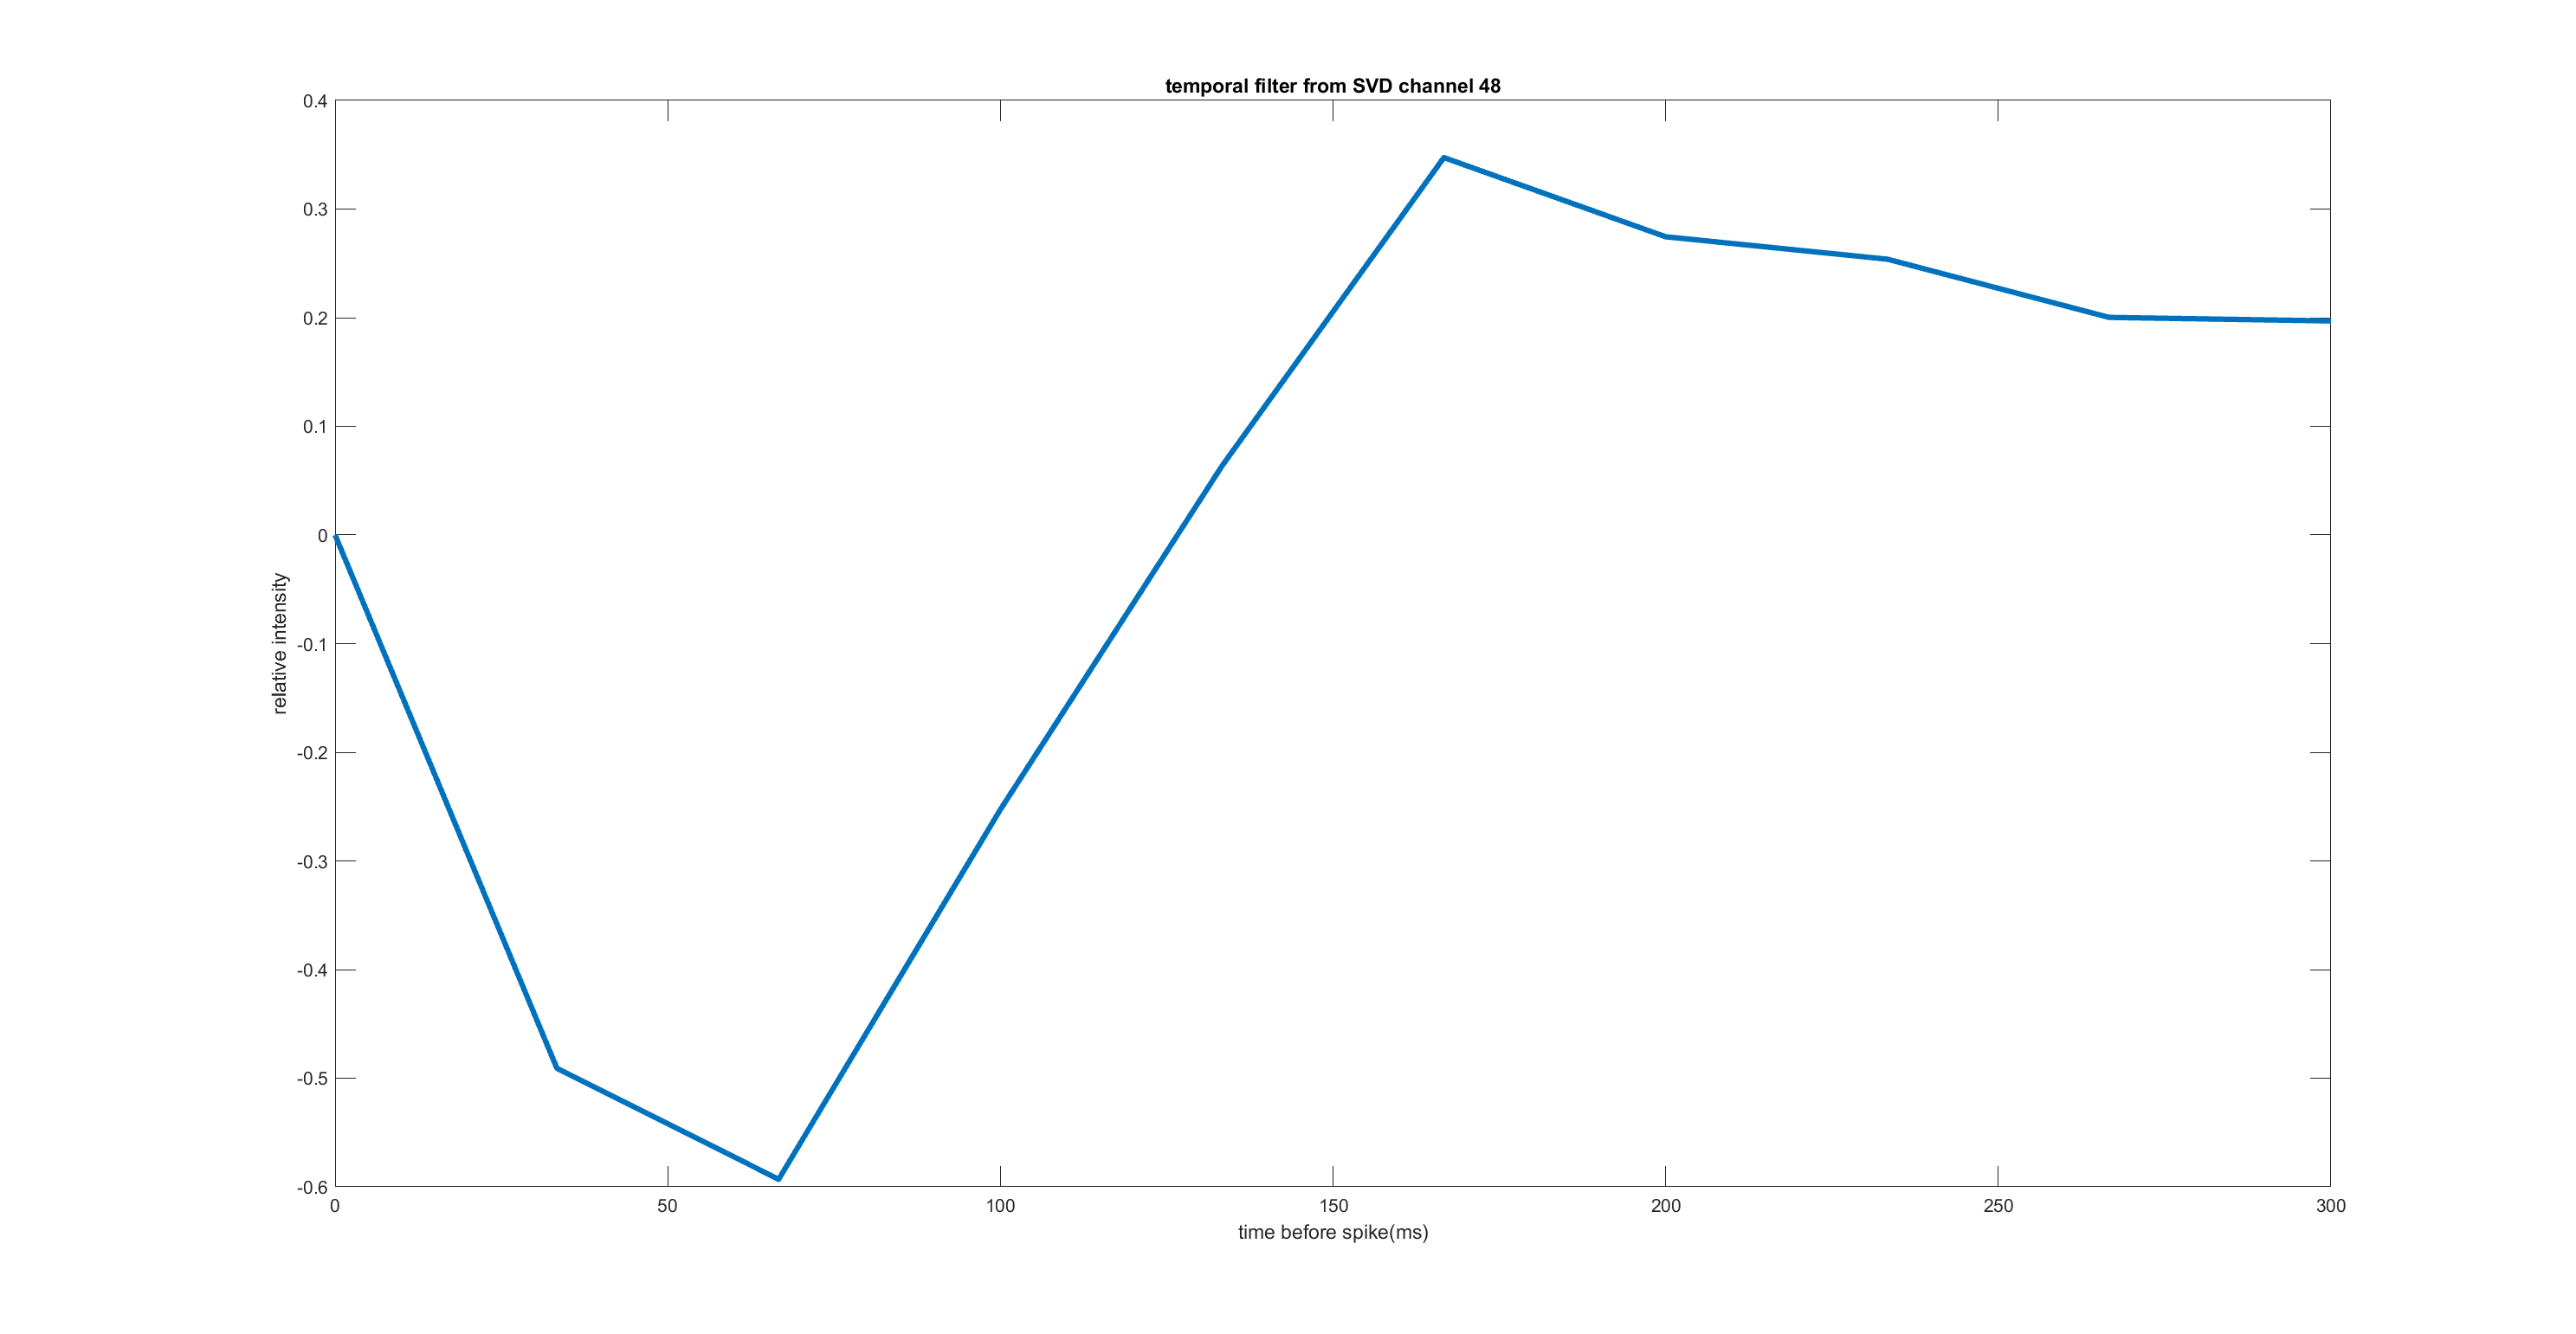 temporal filter from SVD channel 48
0.4
0.3
0.2
0.1
0
-0.1
-0.2
-0.3
-0.4
-0.5
-0.6
relative intensity
0 50 100 150 200 250 300
time before spike(ms)